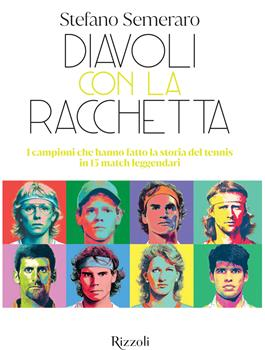 Stefano Semeraro
DIAVOLI
CON LA
RACCHETTA
I campioni che hanno fatto la storia del tennis
in 15 match leggendari
Rizzoli